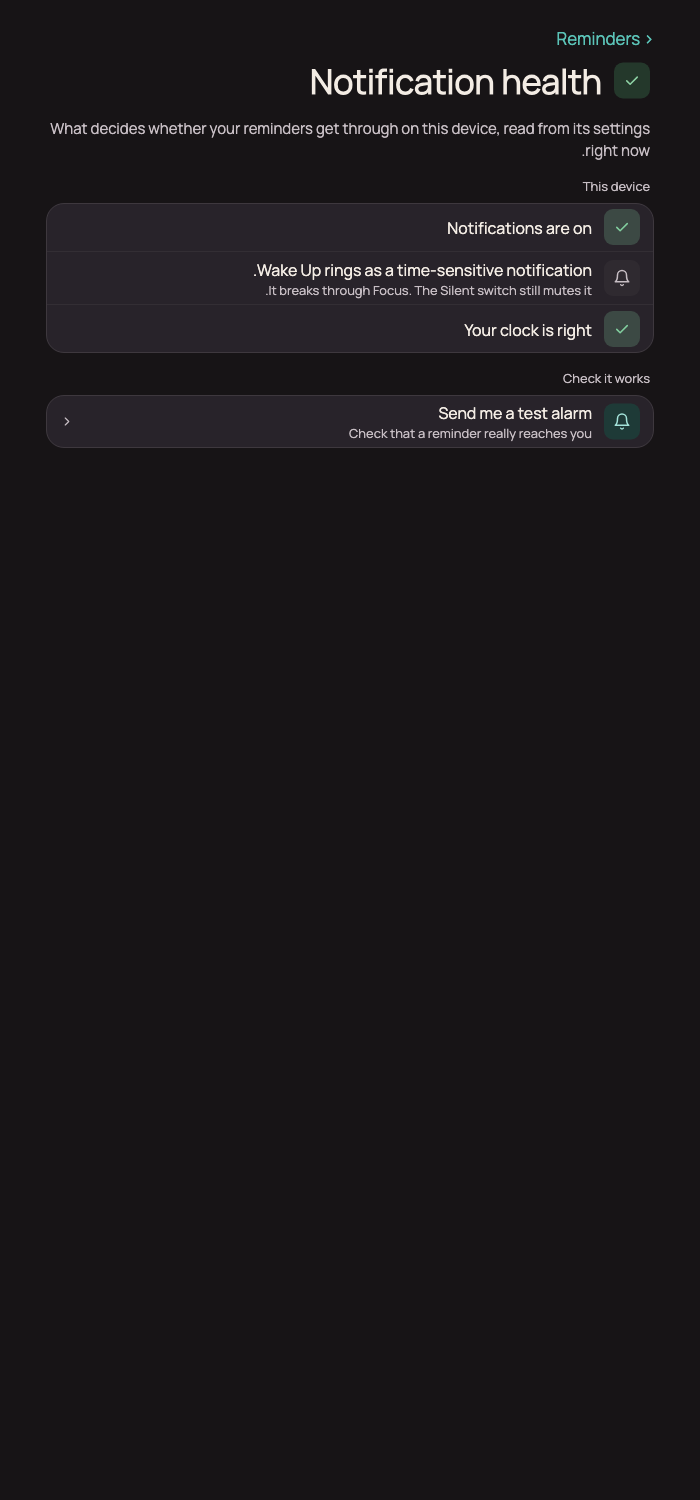 Reminders
Notification health
What decides whether your reminders get through on this device, read from its settings
.right now
This device
Notifications are on
.Wake Up rings as a time-sensitive notification
.It breaks through Focus. The Silent switch still mutes it
Your clock is right
Check it works
Send me a test alarm
Check that a reminder really reaches you